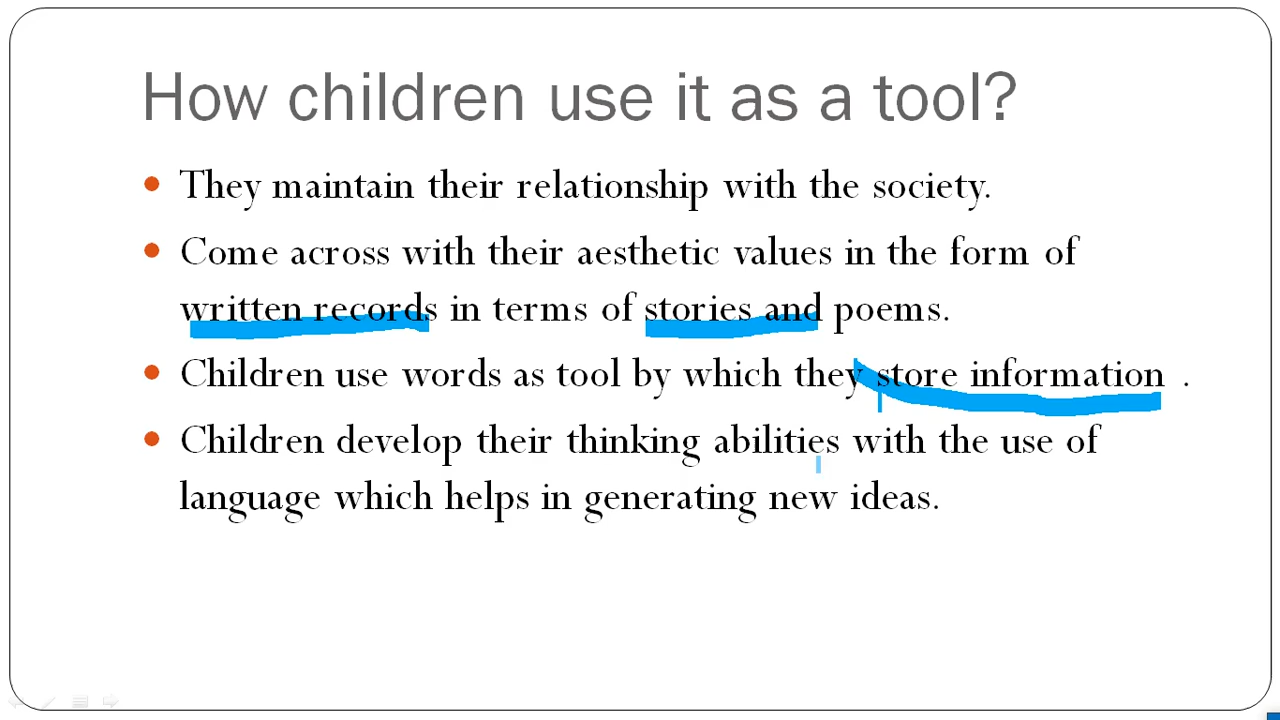 How children use it as a tool?
• They maintain their relationship with the society.
• Come across with their aesthetic values in the form of
written records in terms of stories and poems.
• Children use words as tool by which they store information .
• Children develop their thinking abilities with the use of
language which helps in generating new ideas.